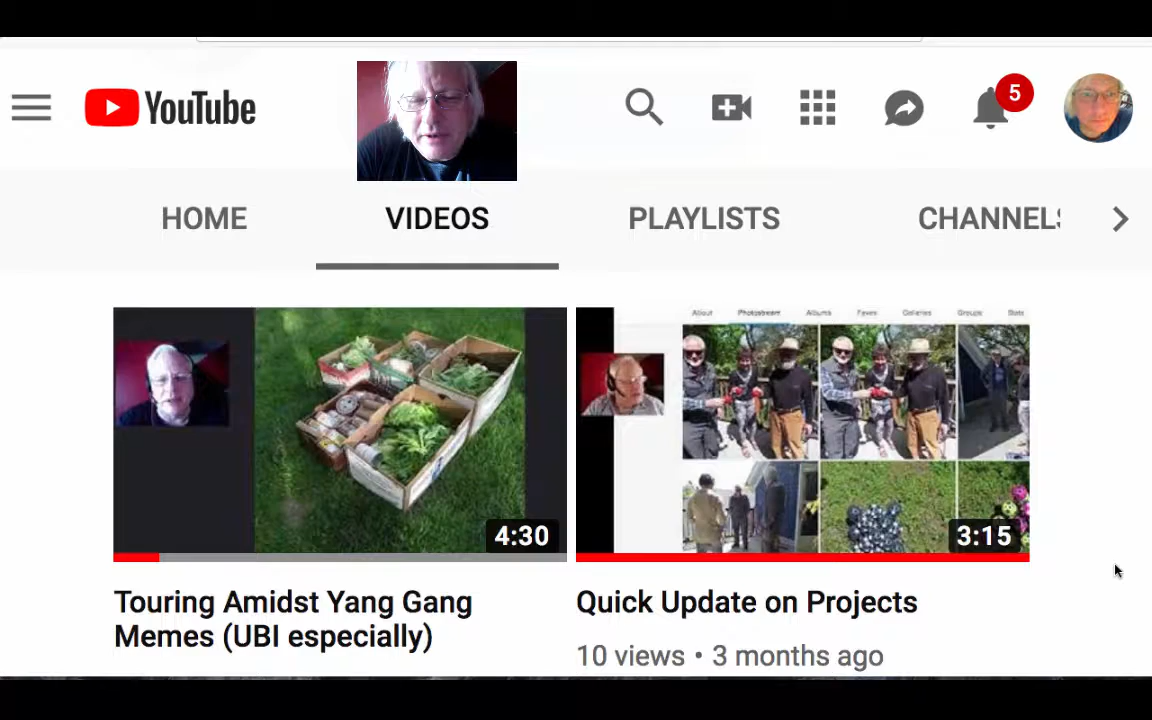 YouTube
5
HOME VIDEOS PLAYLISTS CHANNELS
About Photostream Albums Faves Galleries Groups Stats
4:30
3:15
Touring Amidst Yang Gang
Memes (UBI especially)
Quick Update on Projects
10 views • 3 months ago